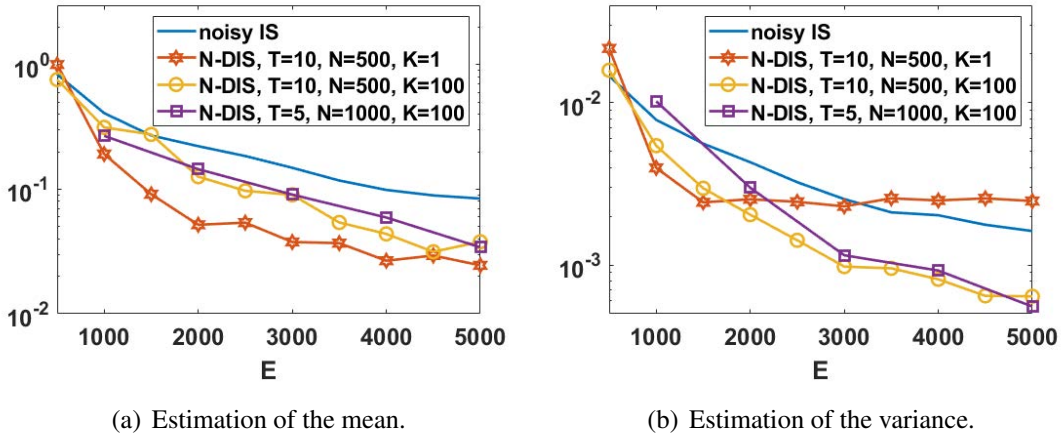 noisy IS
N-DIS, T=10, N=500, K=1
N-DIS, T=10, N=500, K=100
N-DIS, T=5, N=1000, K=100
10^0
10^-1
10^-2
1000 2000 3000 4000 5000
E
(a) Estimation of the mean.
noisy IS
N-DIS, T=10, N=500, K=1
N-DIS, T=10, N=500, K=100
N-DIS, T=5, N=1000, K=100
10^-2
10^-3
1000 2000 3000 4000 5000
E
(b) Estimation of the variance.